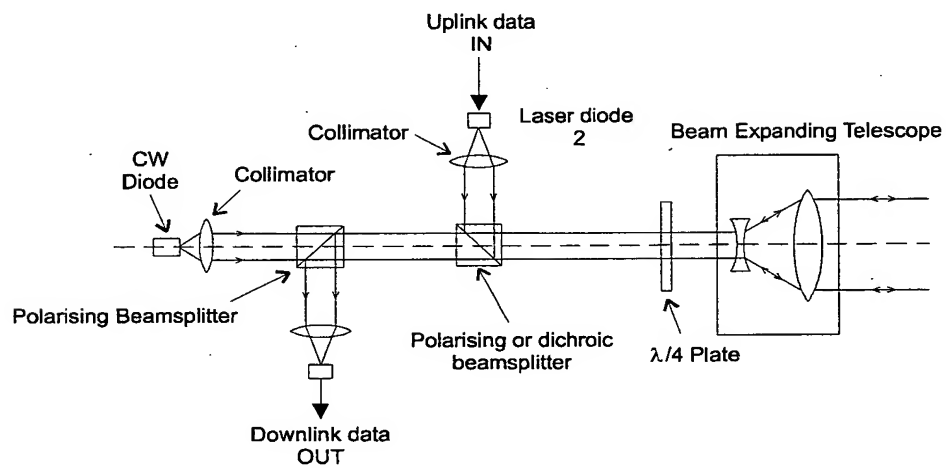 Uplink data
IN
Laser diode
2
Collimator
Beam Expanding Telescope
CW
Diode
Collimator
Polarising Beamsplitter
Polarising or dichroic
beamsplitter
λ/4 Plate
Downlink data
OUT